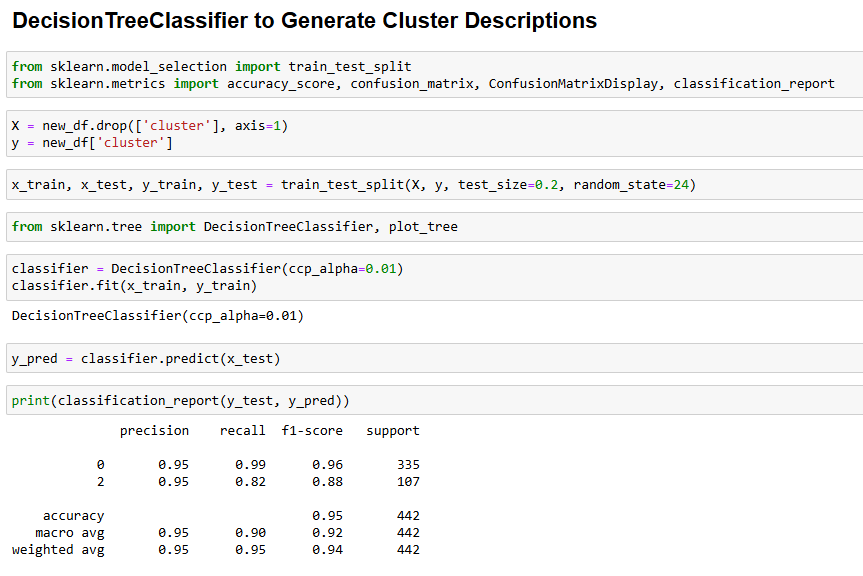 DecisionTreeClassifier to Generate Cluster Descriptions
from sklearn.model_selection import train_test_split
from sklearn.metrics import accuracy_score, confusion_matrix, ConfusionMatrixDisplay, classification_report
X = new_df.drop(['cluster'], axis=1)
y = new_df['cluster']
x_train, x_test, y_train, y_test = train_test_split(X, y, test_size=0.2, random_state=24)
from sklearn.tree import DecisionTreeClassifier, plot_tree
classifier = DecisionTreeClassifier(ccp_alpha=0.01)
classifier.fit(x_train, y_train)
DecisionTreeClassifier(ccp_alpha=0.01)
y_pred = classifier.predict(x_test)
print(classification_report(y_test, y_pred))
precision recall f1-score support
0 0.95 0.99 0.96 335
2 0.95 0.82 0.88 107
accuracy 0.95 442
macro avg 0.95 0.90 0.92 442
weighted avg 0.95 0.95 0.94 442